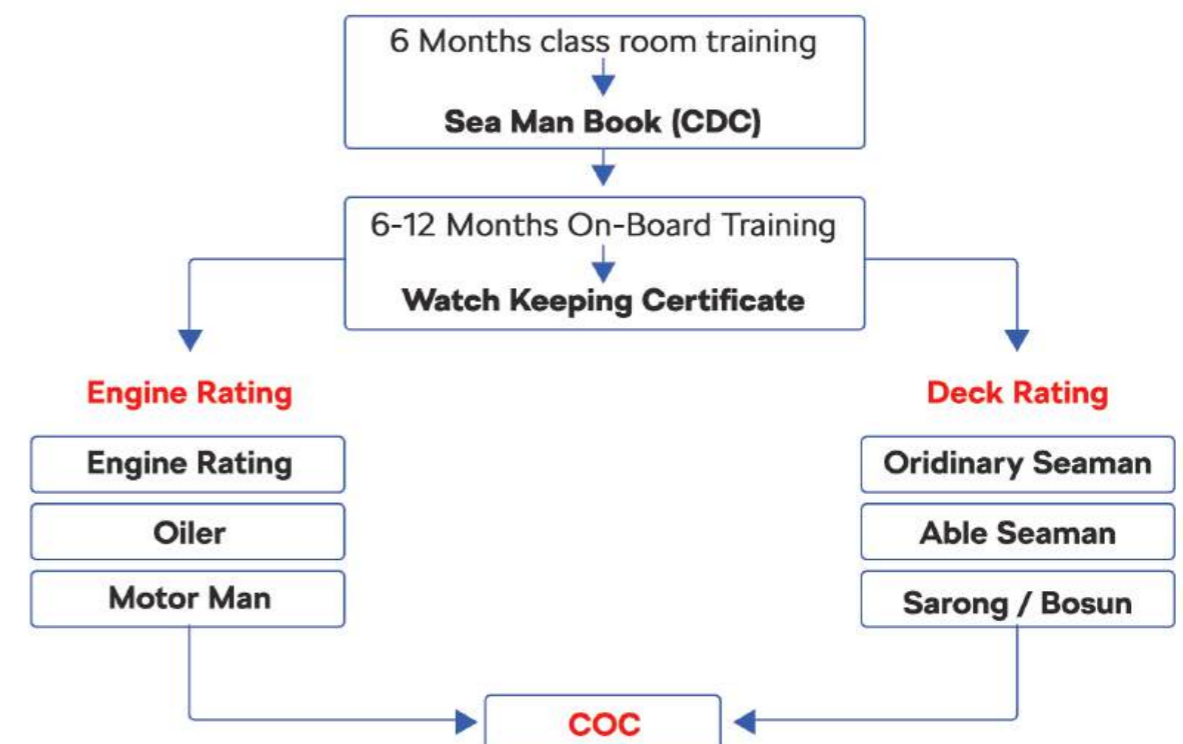 6 Months class room training
Sea Man Book (CDC)
6-12 Months On-Board Training
Watch Keeping Certificate
Engine Rating
Engine Rating
Oiler
Motor Man
Deck Rating
Oridinary Seaman
Able Seaman
Sarong / Bosun
COC